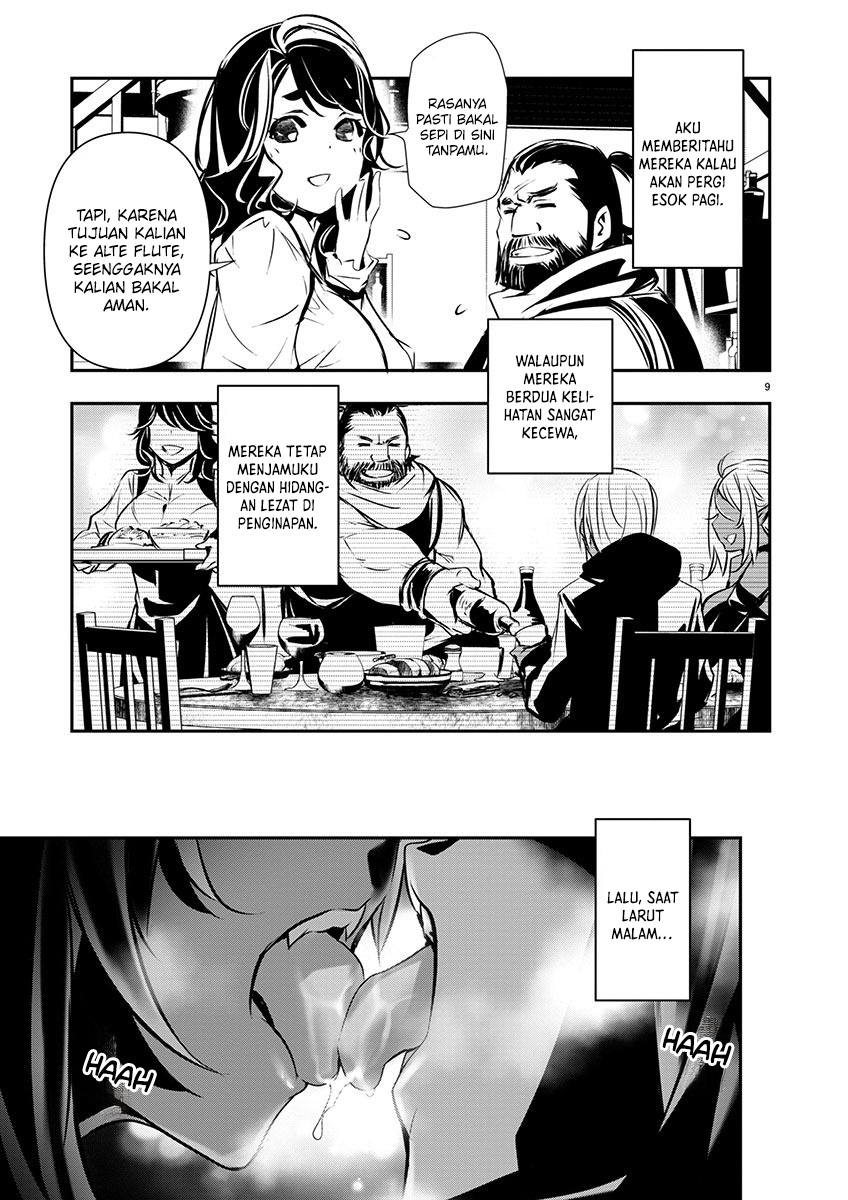 AKU
MEMBERITAHU
MEREKA KALAU
AKAN PERGI
ESOK PAGI.
RASANYA
PASTI BAKAL
SEPI DI SINI
TANPAMU.
TAPI, KARENA
TUJUAN KALIAN
KE ALTE FLUTE,
SEENGGAKNYA
KALIAN BAKAL
AMAN.
9
WALAUPUN
MEREKA
BERDUA KELI-
HATAN SANGAT
KECEWA,
MEREKA TETAP
MENJAMUKU
DENGAN HIDANG-
AN LEZAT DI
PENGINAPAN.
LALU, SAAT
LARUT
MALAM...
HAAH
HAAH